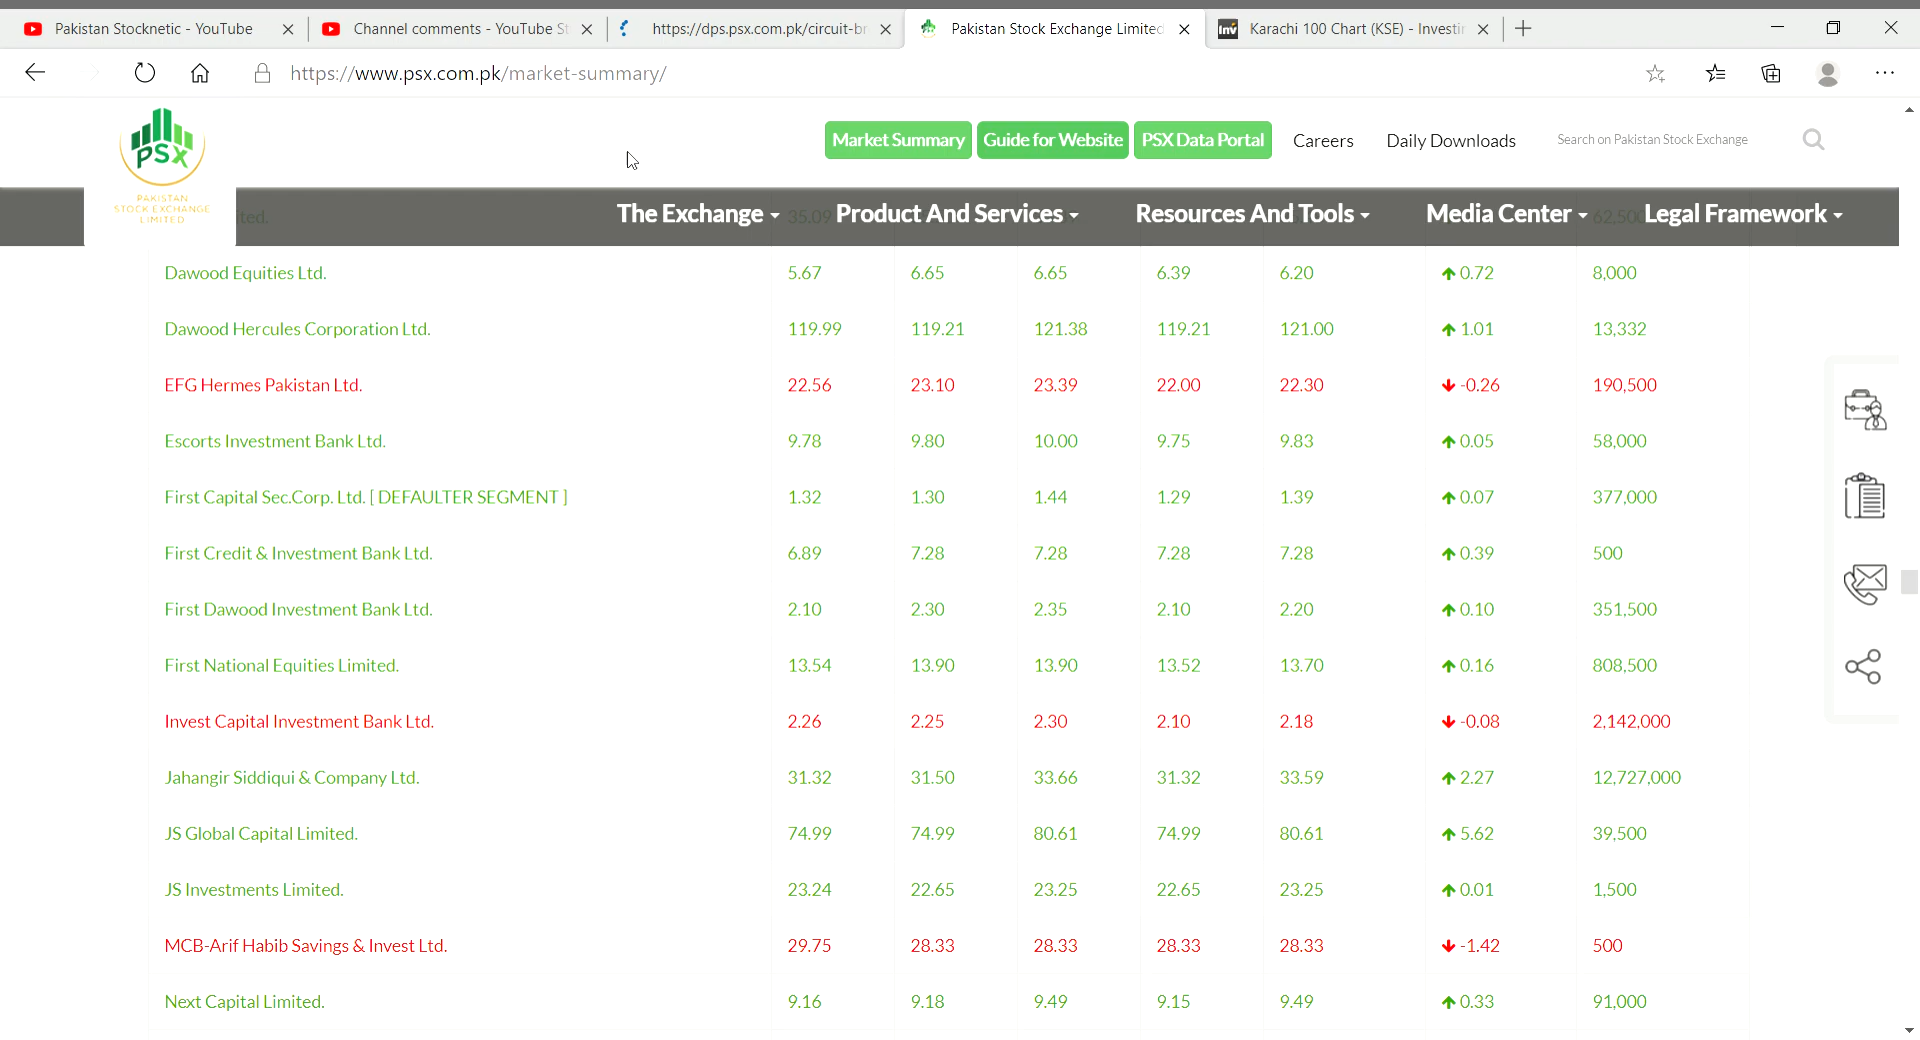 Pakistan Stocknetic - YouTube
Channel comments - YouTube St
https://dps.psx.com.pk/circuit-br
Pakistan Stock Exchange Limited
Karachi 100 Chart (KSE) - Investin
https://www.psx.com.pk/market-summary/
PSX
PAKISTAN
STOCK EXCHANGE
LIMITED
Market Summary Guide for Website PSX Data Portal Careers Daily Downloads Search on Pakistan Stock Exchange
The Exchange Product And Services Resources And Tools Media Center Legal Framework
35.09
Dawood Equities Ltd. 5.67 6.65 6.65 6.39 6.20 0.72 8,000
Dawood Hercules Corporation Ltd. 119.99 119.21 121.38 119.21 121.00 1.01 13,332
EFG Hermes Pakistan Ltd. 22.56 23.10 23.39 22.00 22.30 -0.26 190,500
Escorts Investment Bank Ltd. 9.78 9.80 10.00 9.75 9.83 0.05 58,000
First Capital Sec.Corp. Ltd. [ DEFAULTER SEGMENT ] 1.32 1.30 1.44 1.29 1.39 0.07 377,000
First Credit & Investment Bank Ltd. 6.89 7.28 7.28 7.28 7.28 0.39 500
First Dawood Investment Bank Ltd. 2.10 2.30 2.35 2.10 2.20 0.10 351,500
First National Equities Limited. 13.54 13.90 13.90 13.52 13.70 0.16 808,500
Invest Capital Investment Bank Ltd. 2.26 2.25 2.30 2.10 2.18 -0.08 2,142,000
Jahangir Siddiqui & Company Ltd. 31.32 31.50 33.66 31.32 33.59 2.27 12,727,000
JS Global Capital Limited. 74.99 74.99 80.61 74.99 80.61 5.62 39,500
JS Investments Limited. 23.24 22.65 23.25 22.65 23.25 0.01 1,500
MCB-Arif Habib Savings & Invest Ltd. 29.75 28.33 28.33 28.33 28.33 -1.42 500
Next Capital Limited. 9.16 9.18 9.49 9.15 9.49 0.33 91,000